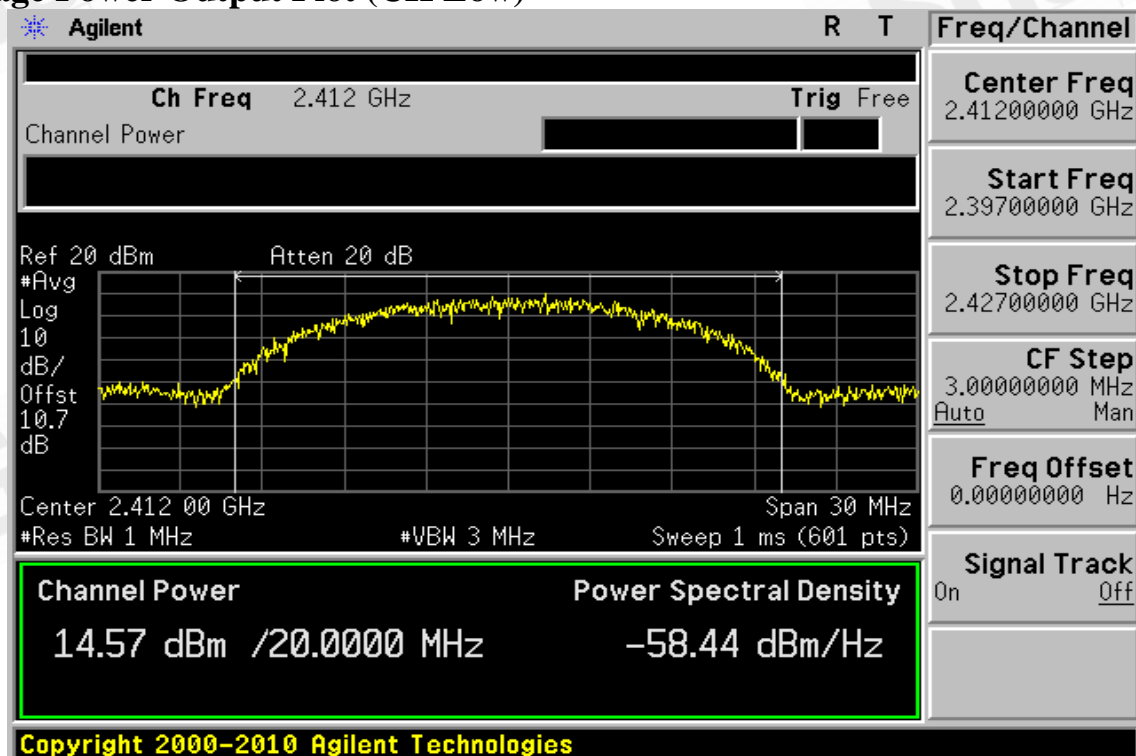 Agilent R T Freq/Channel
Ch Freq 2.412 GHz Trig Free
Channel Power
Center Freq
2.41200000 GHz
Start Freq
2.39700000 GHz
Stop Freq
2.42700000 GHz
CF Step
3.00000000 MHz
Auto Man
Freq Offset
0.00000000 Hz
Signal Track
On Off
Ref 20 dBm Atten 20 dB
#Avg
Log
10
dB/
Offst
10.7
dB
Center 2.412 00 GHz Span 30 MHz
#Res BW 1 MHz #VBW 3 MHz Sweep 1 ms (601 pts)
Channel Power Power Spectral Density
14.57 dBm /20.0000 MHz -58.44 dBm/Hz
Copyright 2000-2010 Agilent Technologies